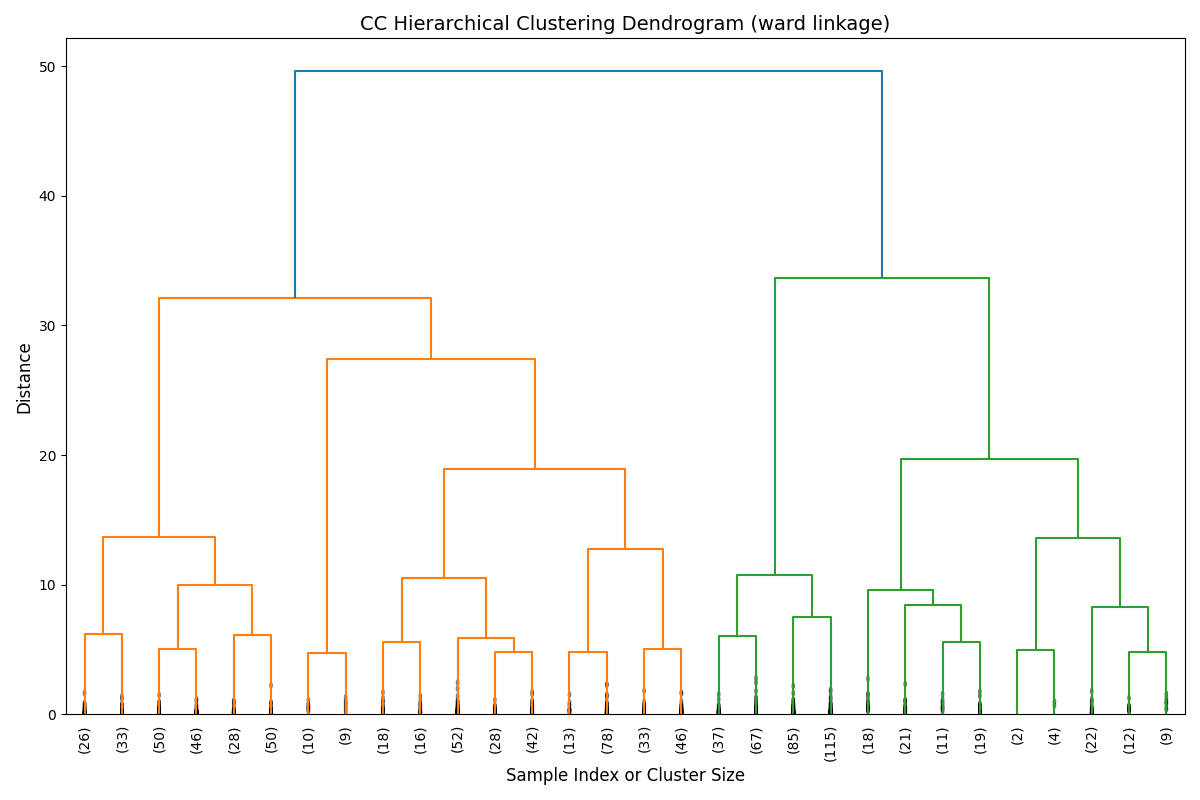 CC Hierarchical Clustering Dendrogram (ward linkage)
50
40
30
20
10
0
Distance
(26) (33) (50) (46) (28) (50) (10) (9) (18) (16) (52) (28) (42) (13) (78) (33) (46) (37) (67) (85) (115) (18) (21) (11) (19) (2) (4) (22) (12) (9)
Sample Index or Cluster Size